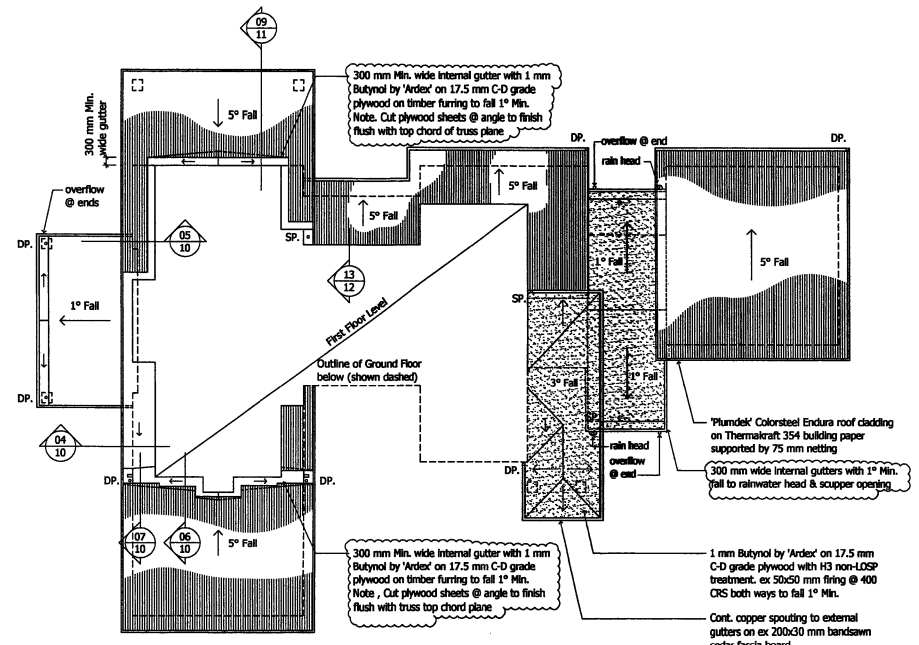 09
11
300 mm Min. wide internal gutter with 1 mm
Butynol by 'Ardex' on 17.5 mm C-D grade
plywood on timber furring to fall 1° Min.
Note. Cut plywood sheets @ angle to finish
flush with top chord of truss plane
5° Fall
300 mm Min.
wide gutter
DP.
overflow @ end
rain head
DP.
overflow
@ ends
5° Fall
5° Fall
DP.
05
10
SP.
13
12
1° Fall
5° Fall
1° Fall
SP.
First Floor Level
Outline of Ground Floor
below (shown dashed)
3° Fall
1° Fall
DP.
04
10
SP.
'Plumdek' Colorsteel Endura roof cladding
on Thermakraft 354 building paper
supported by 75 mm netting
rain head
overflow
@ end
300 mm wide internal gutters with 1° Min.
fall to rainwater head & scupper opening
DP.
DP.
DP.
07
10
06
10
5° Fall
300 mm Min. wide internal gutter with 1 mm
Butynol by 'Ardex' on 17.5 mm C-D grade
plywood on timber furring to fall 1° Min.
Note , Cut plywood sheets @ angle to finish
flush with truss top chord plane
1 mm Butynol by 'Ardex' on 17.5 mm
C-D grade plywood with H3 non-LOSP
treatment. ex 50x50 mm firing @ 400
CRS both ways to fall 1° Min.
Cont. copper spouting to external
gutters on ex 200x30 mm bandsawn
cedar fascia board